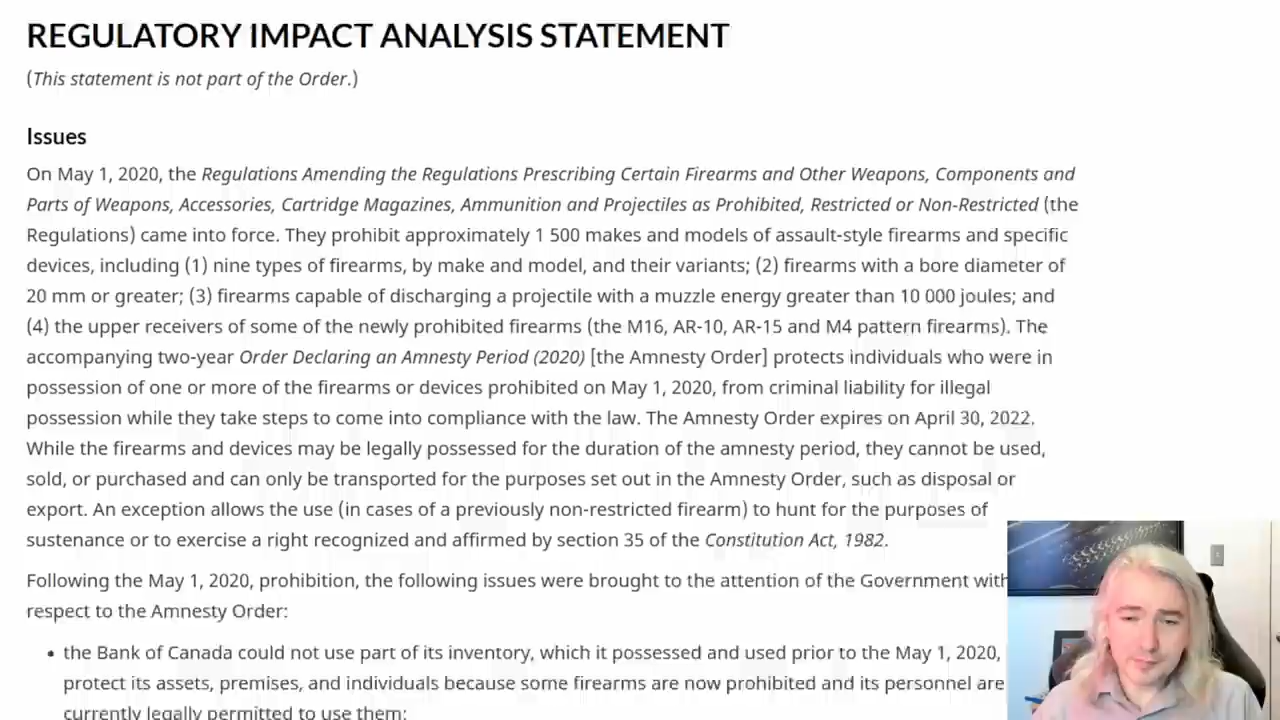 REGULATORY IMPACT ANALYSIS STATEMENT
(This statement is not part of the Order.)
Issues
On May 1, 2020, the Regulations Amending the Regulations Prescribing Certain Firearms and Other Weapons, Components and
Parts of Weapons, Accessories, Cartridge Magazines, Ammunition and Projectiles as Prohibited, Restricted or Non-Restricted (the
Regulations) came into force. They prohibit approximately 1 500 makes and models of assault-style firearms and specific
devices, including (1) nine types of firearms, by make and model, and their variants; (2) firearms with a bore diameter of
20 mm or greater; (3) firearms capable of discharging a projectile with a muzzle energy greater than 10 000 joules; and
(4) the upper receivers of some of the newly prohibited firearms (the M16, AR-10, AR-15 and M4 pattern firearms). The
accompanying two-year Order Declaring an Amnesty Period (2020) [the Amnesty Order] protects individuals who were in
possession of one or more of the firearms or devices prohibited on May 1, 2020, from criminal liability for illegal
possession while they take steps to come into compliance with the law. The Amnesty Order expires on April 30, 2022.
While the firearms and devices may be legally possessed for the duration of the amnesty period, they cannot be used,
sold, or purchased and can only be transported for the purposes set out in the Amnesty Order, such as disposal or
export. An exception allows the use (in cases of a previously non-restricted firearm) to hunt for the purposes of
sustenance or to exercise a right recognized and affirmed by section 35 of the Constitution Act, 1982.
Following the May 1, 2020, prohibition, the following issues were brought to the attention of the Government with
respect to the Amnesty Order:
• the Bank of Canada could not use part of its inventory, which it possessed and used prior to the May 1, 2020,
protect its assets, premises, and individuals because some firearms are now prohibited and its personnel are
currently legally permitted to use them;